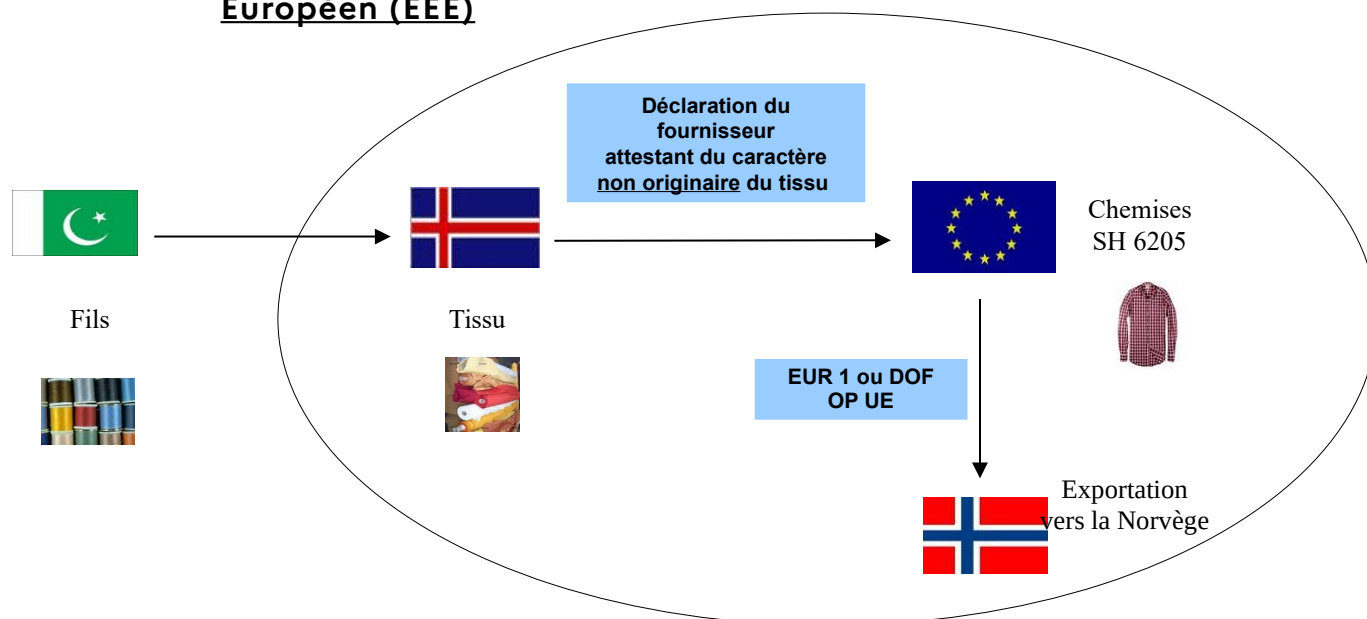 Européen (EEE)
Déclaration du
fournisseur
attestant du caractère
non originaire du tissu
Chemises
SH 6205
Fils
Tissu
EUR 1 ou DOF
OP UE
Exportation
vers la Norvège